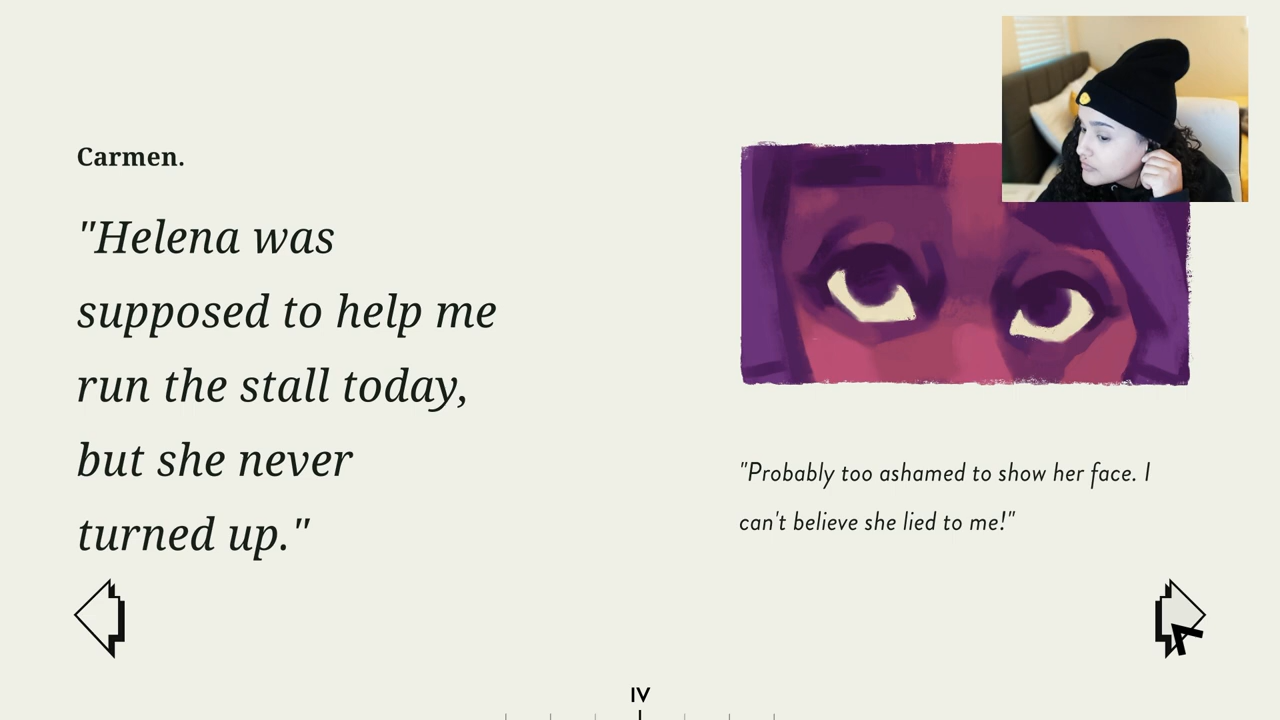 Carmen.
"Helena was
supposed to help me
run the stall today,
but she never
turned up."
"Probably too ashamed to show her face. I
can't believe she lied to me!"
IV